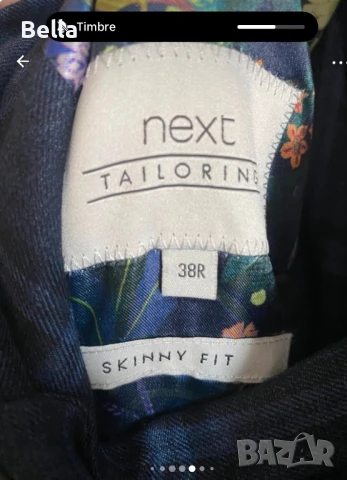 Bella
Timbre
next
TAILORING
38R
SKINNY FIT
BAZAR